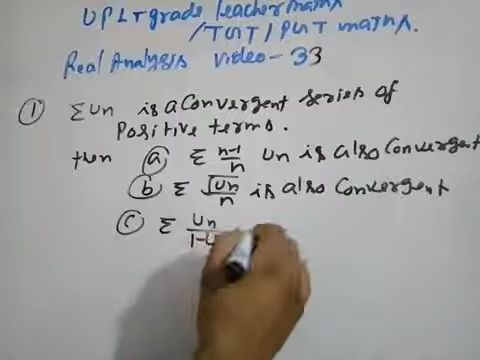 UP LT grade teacher maths
/TGT/PGT maths.
Real Analysis video - 33
① Σ Un is a convergent series of
Positive terms.
then (a) Σ n-1/n Un is also convergent
(b) Σ √Un/n is also convergent
(c) Σ Un/1-